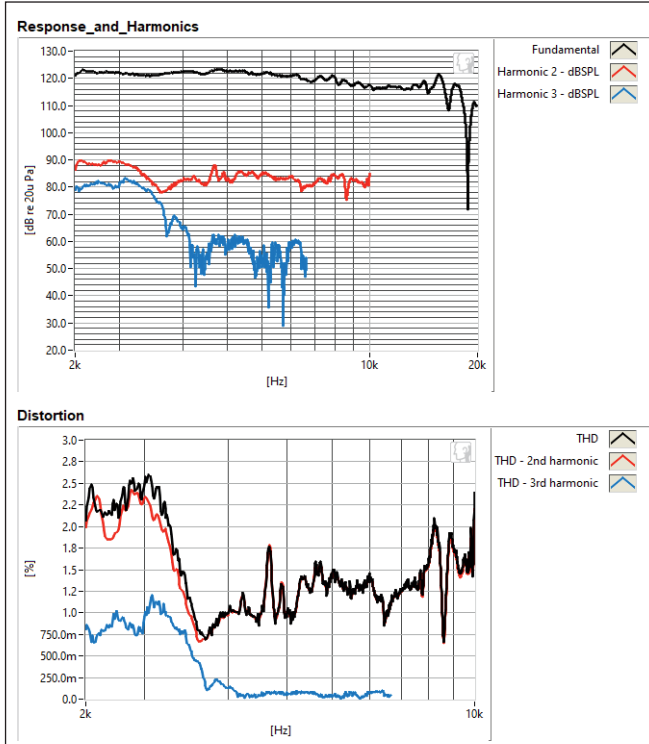 Response_and_Harmonics
130.0
120.0
110.0
100.0
90.0
80.0
70.0
60.0
50.0
40.0
30.0
20.0
[dB re 20u Pa]
2k
10k
20k
[Hz]
Fundamental
Harmonic 2 - dBSPL
Harmonic 3 - dBSPL
Distortion
3.0
2.8
2.5
2.3
2.0
1.8
1.5
1.3
1.0
750.0m
500.0m
250.0m
0.0
[%]
2k
10k
[Hz]
THD
THD - 2nd harmonic
THD - 3rd harmonic